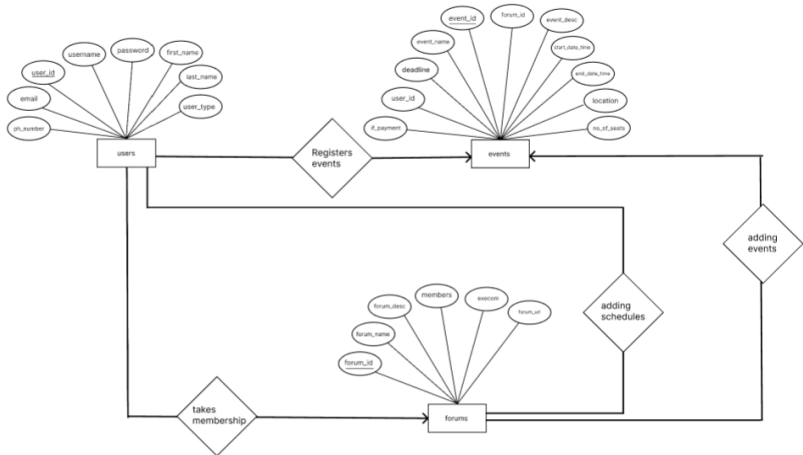 event_id
forum_id
event_desc
event_name
start_date_time
password
username
first_name
user_id
last_name
deadline
end_date_time
email
user_type
user_id
location
ph_number
if_payment
no_of_seats
users
Registers
events
events
adding
events
forum_desc
members
execom
forum_url
adding
schedules
forum_name
forum_id
takes
membership
forums